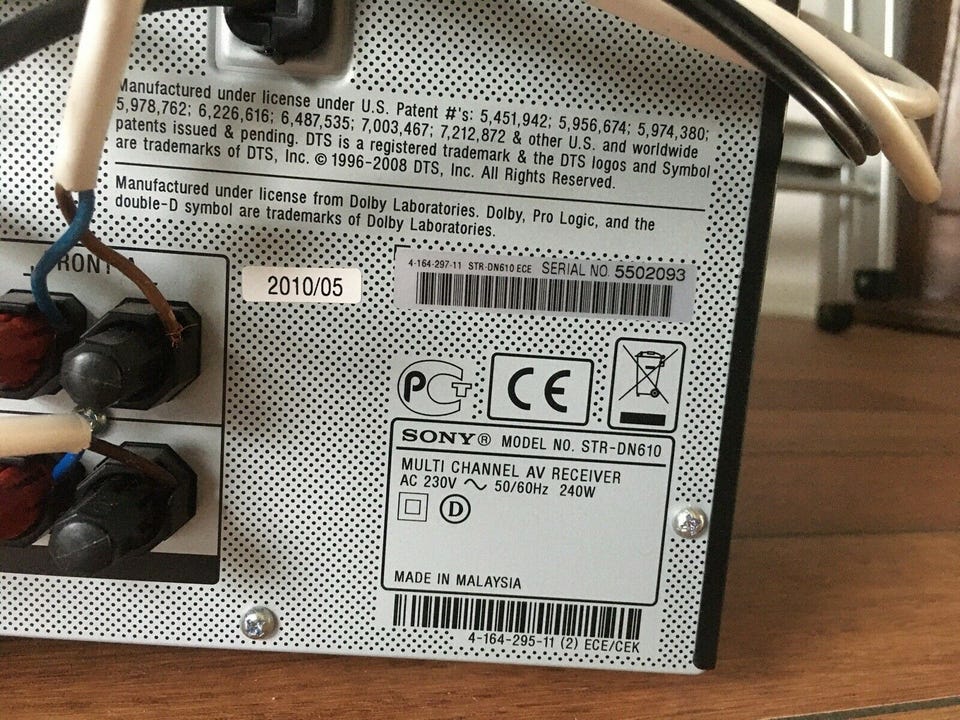 Manufactured under license under U.S. Patent #'s: 5,451,942; 5,956,674; 5,974,380;
5,978,762; 6,226,616; 6,487,535; 7,003,467; 7,212,872 & other U.S. and worldwide
patents issued & pending. DTS is a registered trademark & the DTS logos and Symbol
are trademarks of DTS, Inc. © 1996-2008 DTS, Inc. All Rights Reserved.
Manufactured under license from Dolby Laboratories. Dolby, Pro Logic, and the
double-D symbol are trademarks of Dolby Laboratories.
4-164-297-11 STR-DN610 ECE SERIAL NO. 5502093
2010/05
PCT
CE
SONY® MODEL NO. STR-DN610
MULTI CHANNEL AV RECEIVER
AC 230V ~ 50/60Hz 240W
D
MADE IN MALAYSIA
4-164-295-11 (2) ECE/CEK